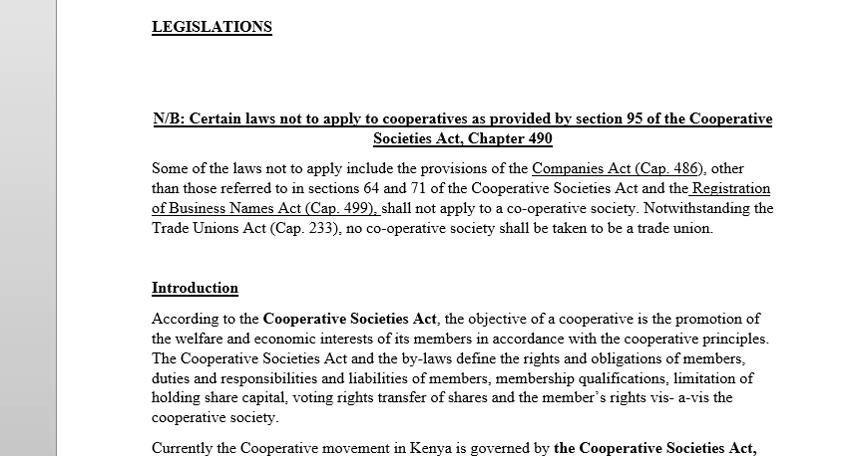 LEGISLATIONS
N/B: Certain laws not to apply to cooperatives as provided by section 95 of the Cooperative
Societies Act, Chapter 490
Some of the laws not to apply include the provisions of the Companies Act (Cap. 486), other
than those referred to in sections 64 and 71 of the Cooperative Societies Act and the Registration
of Business Names Act (Cap. 499), shall not apply to a co-operative society. Notwithstanding the
Trade Unions Act (Cap. 233), no co-operative society shall be taken to be a trade union.
Introduction
According to the Cooperative Societies Act, the objective of a cooperative is the promotion of
the welfare and economic interests of its members in accordance with the cooperative principles.
The Cooperative Societies Act and the by-laws define the rights and obligations of members,
duties and responsibilities and liabilities of members, membership qualifications, limitation of
holding share capital, voting rights transfer of shares and the member's rights vis- a-vis the
cooperative society.
Currently the Cooperative movement in Kenya is governed by the Cooperative Societies Act,